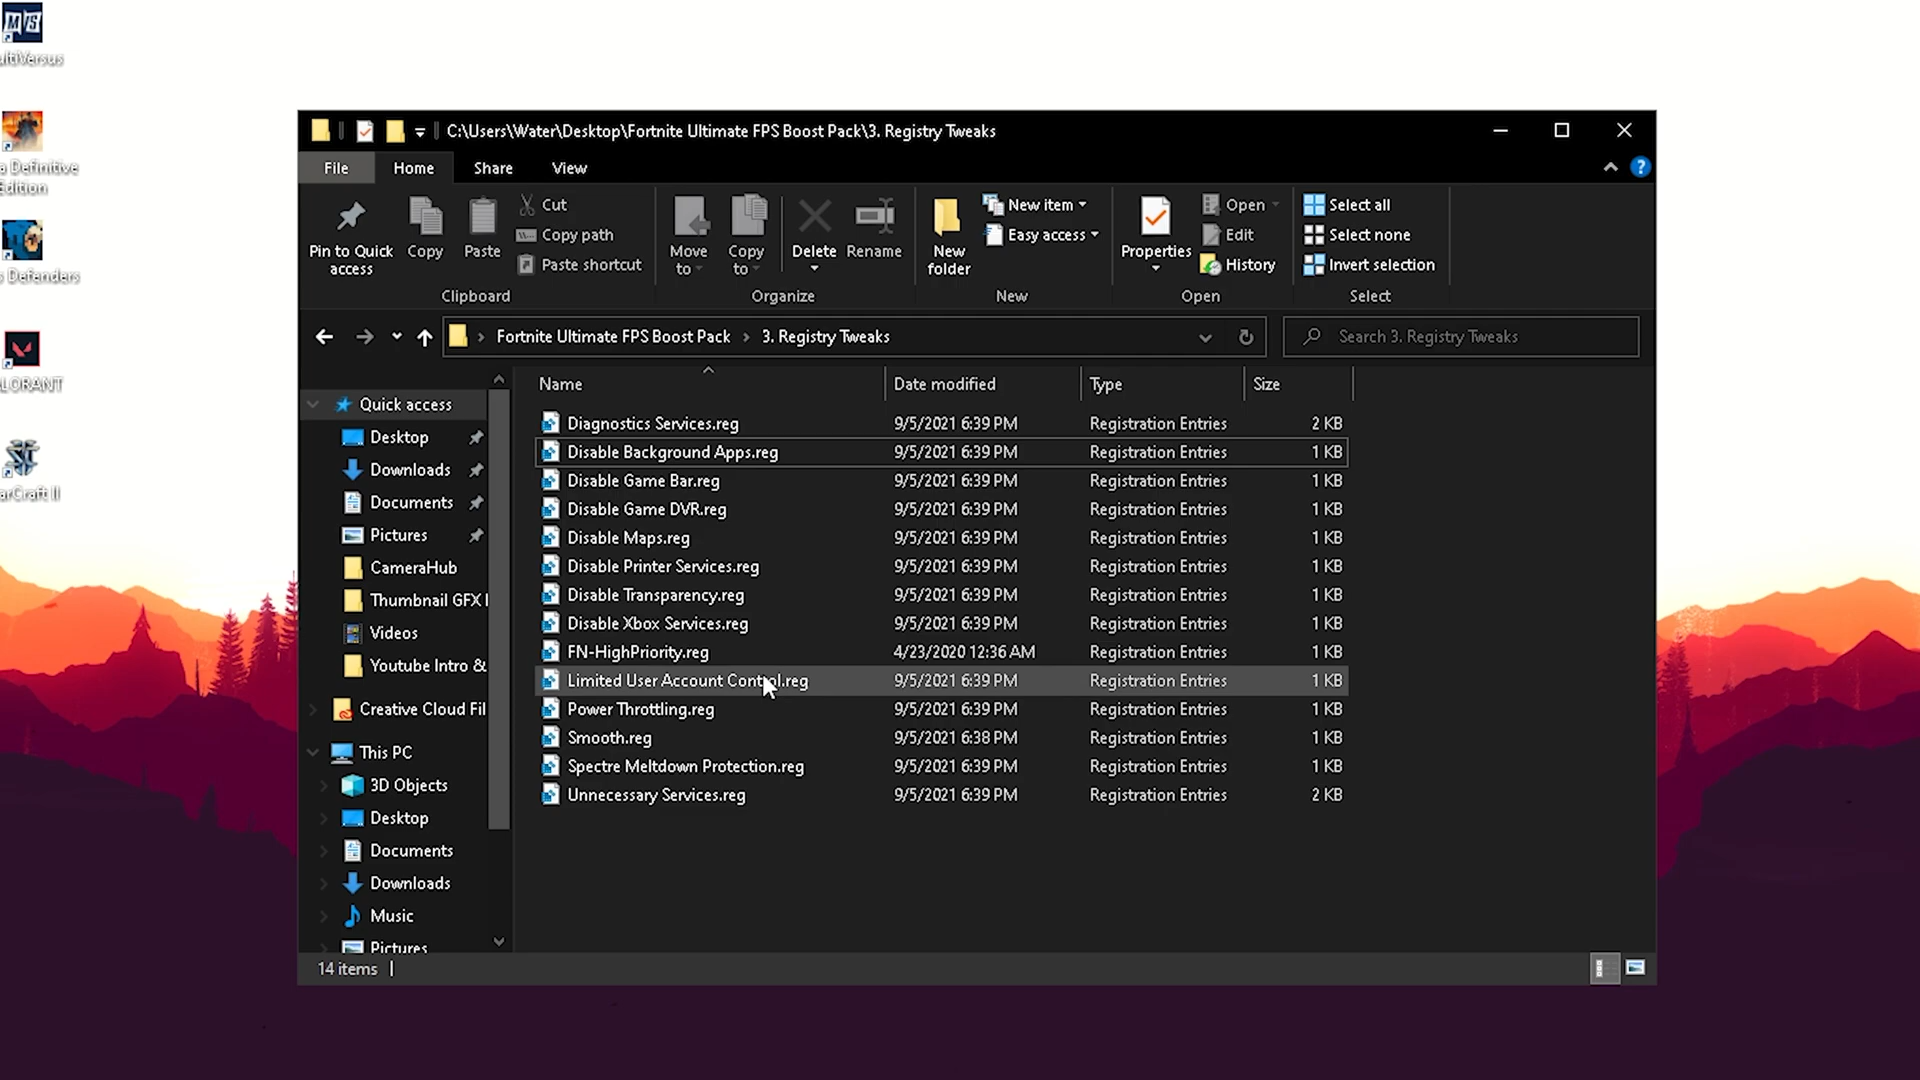 ultiVersus
a Definitive
Edition
s Defenders
LORANT
arCraft II
C:\Users\Water\Desktop\Fortnite Ultimate FPS Boost Pack\3. Registry Tweaks
File Home Share View
Pin to Quick
access
Copy
Paste
Cut
Copy path
Paste shortcut
Clipboard
Move
to
Copy
to
Delete
Rename
Organize
New
folder
New item
Easy access
New
Properties
Open
Edit
History
Open
Select all
Select none
Invert selection
Select
Fortnite Ultimate FPS Boost Pack > 3. Registry Tweaks
Search 3. Registry Tweaks
Quick access
Desktop
Downloads
Documents
Pictures
CameraHub
Thumbnail GFX
Videos
Youtube Intro &
Creative Cloud Fil
This PC
3D Objects
Desktop
Documents
Downloads
Music
Pictures
Name Date modified Type Size
Diagnostics Services.reg 9/5/2021 6:39 PM Registration Entries 2 KB
Disable Background Apps.reg 9/5/2021 6:39 PM Registration Entries 1 KB
Disable Game Bar.reg 9/5/2021 6:39 PM Registration Entries 1 KB
Disable Game DVR.reg 9/5/2021 6:39 PM Registration Entries 1 KB
Disable Maps.reg 9/5/2021 6:39 PM Registration Entries 1 KB
Disable Printer Services.reg 9/5/2021 6:39 PM Registration Entries 1 KB
Disable Transparency.reg 9/5/2021 6:39 PM Registration Entries 1 KB
Disable Xbox Services.reg 9/5/2021 6:39 PM Registration Entries 1 KB
FN-HighPriority.reg 4/23/2020 12:36 AM Registration Entries 1 KB
Limited User Account Control.reg 9/5/2021 6:39 PM Registration Entries 1 KB
Power Throttling.reg 9/5/2021 6:39 PM Registration Entries 1 KB
Smooth.reg 9/5/2021 6:38 PM Registration Entries 1 KB
Spectre Meltdown Protection.reg 9/5/2021 6:39 PM Registration Entries 1 KB
Unnecessary Services.reg 9/5/2021 6:39 PM Registration Entries 2 KB
14 items